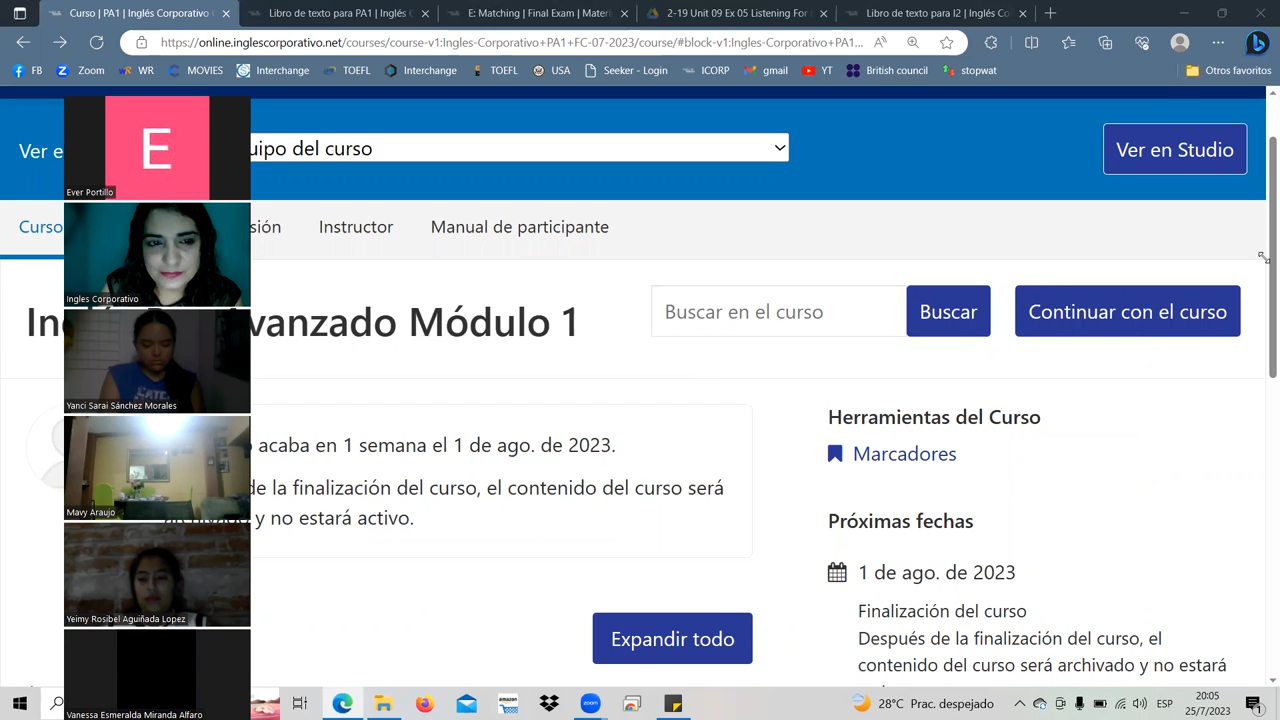 Curso | PA1 | FC-07-2023 | Inglés
Libro de texto para PA1 | Inglés C
E: Matching | Final Exam | Materi
2-19 Unit 09 Ex 05 Listening For
Libro de texto para I2 | Inglés Co
https://online.inglescorporativo.net/courses/course-v1:Ingles-Corporativo+PA1+FC-07-2023/course/#block-v1:Ingles-Corporativo+PA1...
FB
Zoom
WR
MOVIES
Interchange
TOEFL
Interchange
TOEFL
USA
Seeker - Login
ICORP
gmail
YT
British council
stopwat
Otros favoritos
Ver e
uipo del curso
Ver en Studio
Curso
sión
Instructor
Manual de participante
vanzado Módulo 1
Buscar en el curso
Buscar
Continuar con el curso
acaba en 1 semana el 1 de ago. de 2023.
de la finalización del curso, el contenido del curso será
y no estará activo.
Expandir todo
Herramientas del Curso
Marcadores
Próximas fechas
1 de ago. de 2023
Finalización del curso
Después de la finalización del curso, el
contenido del curso será archivado y no estará
E
Ever Portillo
Ingles Corporativo
Yanci Sarai Sánchez Morales
Mavy Araujo
Yeimy Rosibel Aguiñada Lopez
Vanessa Esmeralda Miranda Alfaro
amazon
28°C Prac. despejado
ESP
20:05
25/7/2023
1